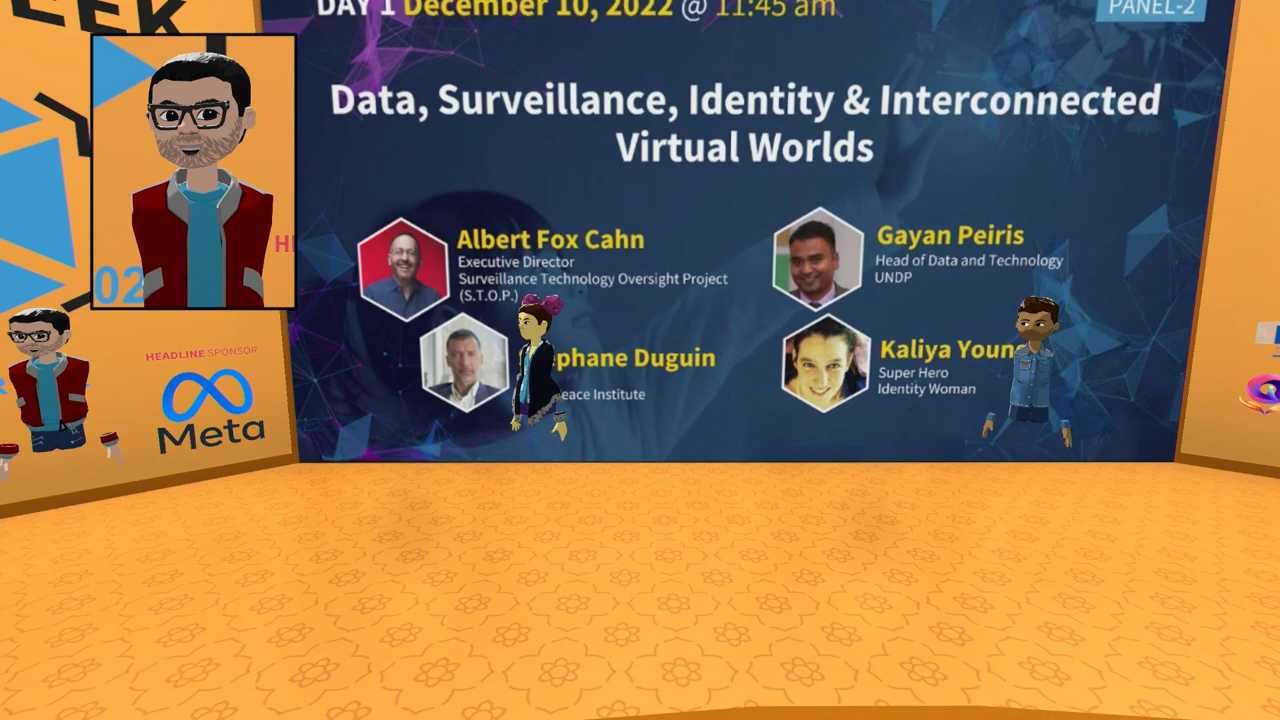 EEK
DAY 1 December 10, 2022 @ 11:45 am
PANEL-2
Data, Surveillance, Identity & Interconnected
Virtual Worlds
Albert Fox Cahn
Executive Director
Surveillance Technology Oversight Project
(S.T.O.P.)
Gayan Peiris
Head of Data and Technology
UNDP
phane Duguin
eace Institute
Kaliya Youn
Super Hero
Identity Woman
02
H
HEADLINE SPONSOR
Meta